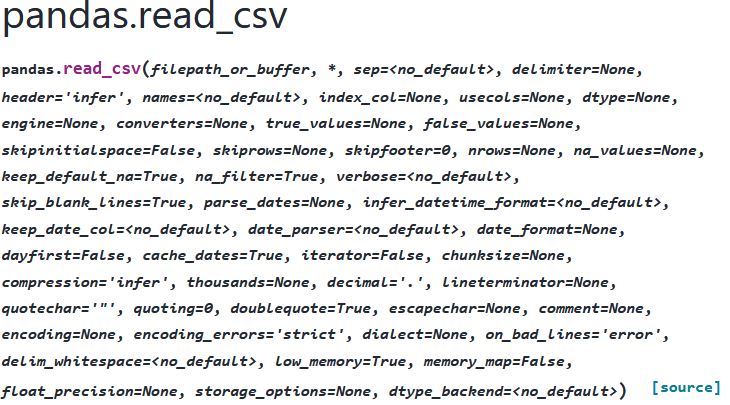 pandas.read_csv
pandas.read_csv(filepath_or_buffer, *, sep=<no_default>, delimiter=None,
header='infer', names=<no_default>, index_col=None, usecols=None, dtype=None,
engine=None, converters=None, true_values=None, false_values=None,
skipinitialspace=False, skiprows=None, skipfooter=0, nrows=None, na_values=None,
keep_default_na=True, na_filter=True, verbose=<no_default>,
skip_blank_lines=True, parse_dates=None, infer_datetime_format=<no_default>,
keep_date_col=<no_default>, date_parser=<no_default>, date_format=None,
dayfirst=False, cache_dates=True, iterator=False, chunksize=None,
compression='infer', thousands=None, decimal='.', lineterminator=None,
quotechar='"', quoting=0, doublequote=True, escapechar=None, comment=None,
encoding=None, encoding_errors='strict', dialect=None, on_bad_lines='error',
delim_whitespace=<no_default>, low_memory=True, memory_map=False,
float_precision=None, storage_options=None, dtype_backend=<no_default>) [source]